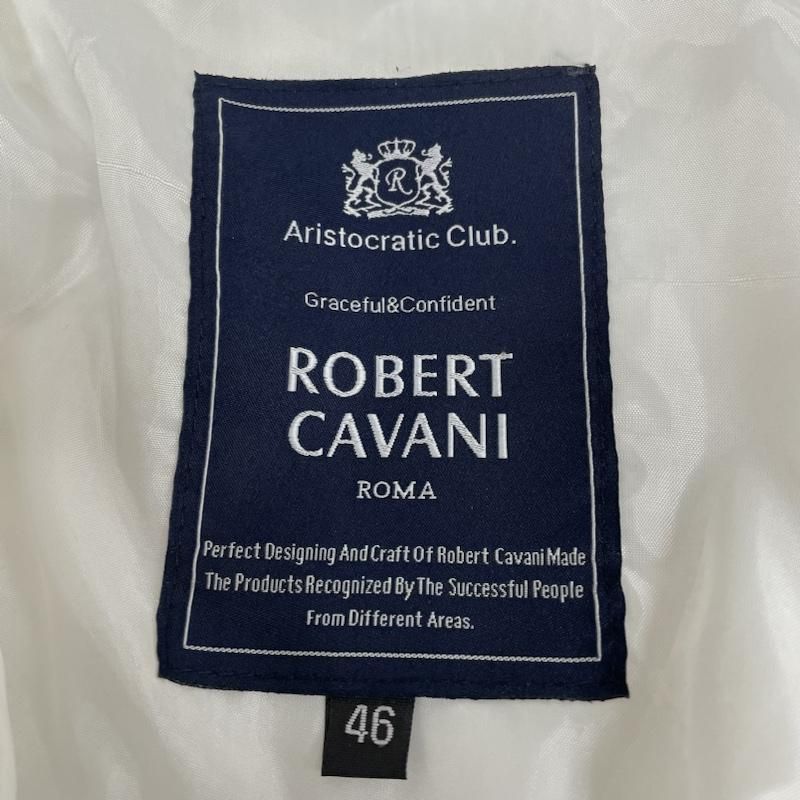 R
Aristocratic Club.
Graceful&Confident
ROBERT
CAVANI
ROMA
Perfect Designing And Craft Of Robert Cavani Made
The Products Recognized By The Successful People
From Different Areas.
46